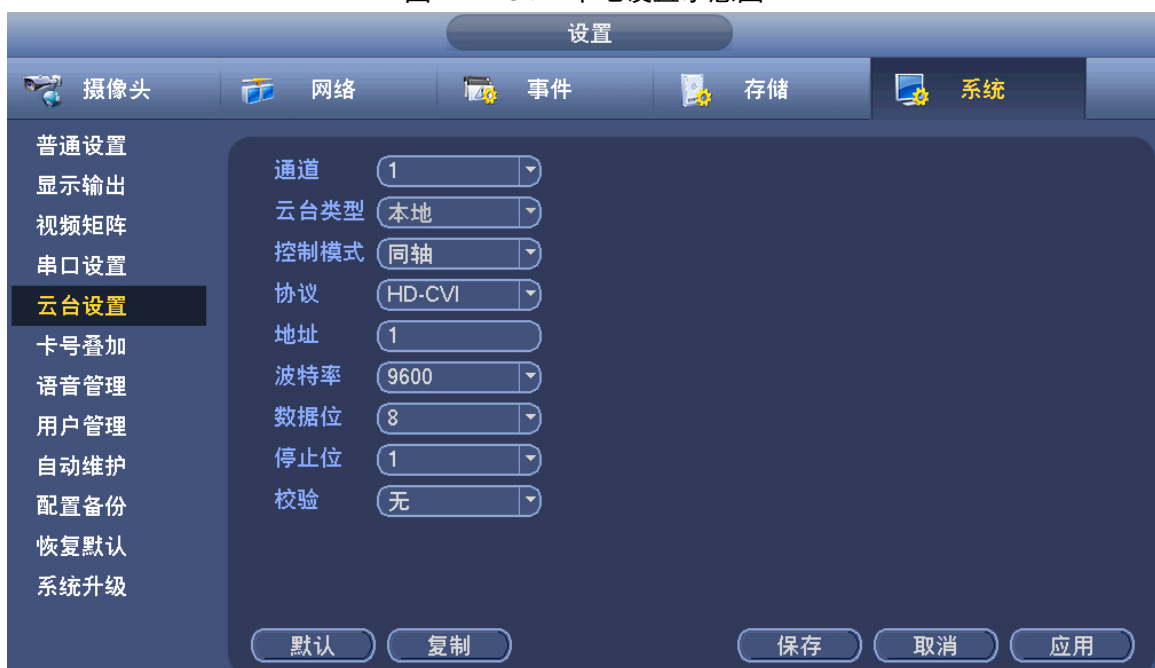 设置
摄像头 网络 事件 存储 系统
普通设置
显示输出
视频矩阵
串口设置
云台设置
卡号叠加
语音管理
用户管理
自动维护
配置备份
恢复默认
系统升级
通道 1
云台类型 本地
控制模式 同轴
协议 HD-CVI
地址 1
波特率 9600
数据位 8
停止位 1
校验 无
默认 复制 保存 取消 应用